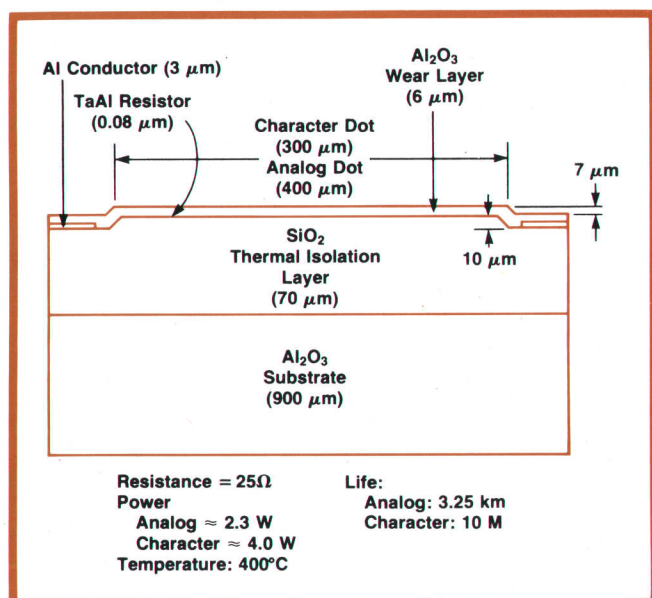 Al Conductor (3 μm)
TaAl Resistor
(0.08 μm)
Al₂O₃
Wear Layer
(6 μm)
Character Dot
(300 μm)
Analog Dot
(400 μm)
7 μm
10 μm
SiO₂
Thermal Isolation
Layer
(70 μm)
Al₂O₃
Substrate
(900 μm)
Resistance = 25Ω
Power
Analog ≈ 2.3 W
Character ≈ 4.0 W
Temperature: 400°C
Life:
Analog: 3.25 km
Character: 10 M